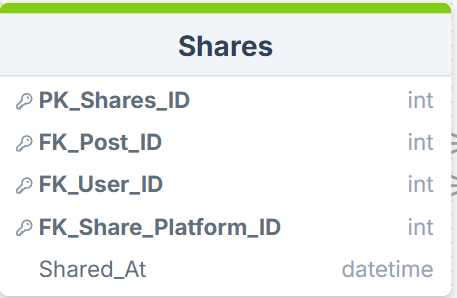 Shares
PK_Shares_ID int
FK_Post_ID int
FK_User_ID int
FK_Share_Platform_ID int
Shared_At datetime